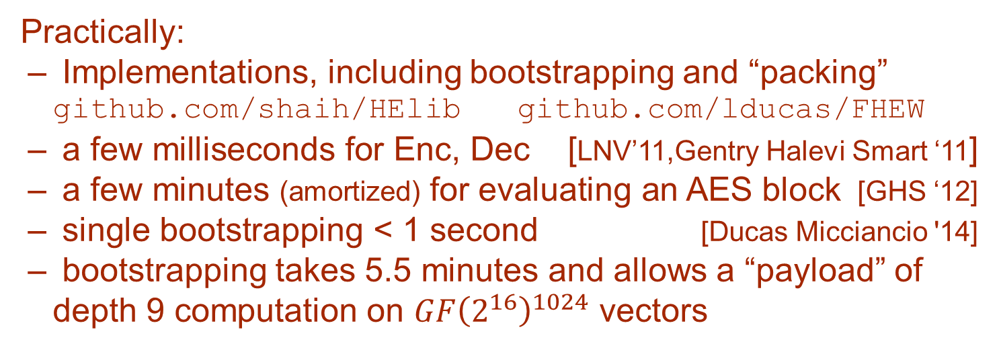 Practically:
– Implementations, including bootstrapping and “packing”
github.com/shaih/HElib github.com/lducas/FHEW
– a few milliseconds for Enc, Dec [LNV’11,Gentry Halevi Smart ‘11]
– a few minutes (amortized) for evaluating an AES block [GHS ‘12]
– single bootstrapping < 1 second [Ducas Micciancio '14]
– bootstrapping takes 5.5 minutes and allows a “payload” of
depth 9 computation on 𝐺𝐹(2¹⁶)¹⁰²⁴ vectors